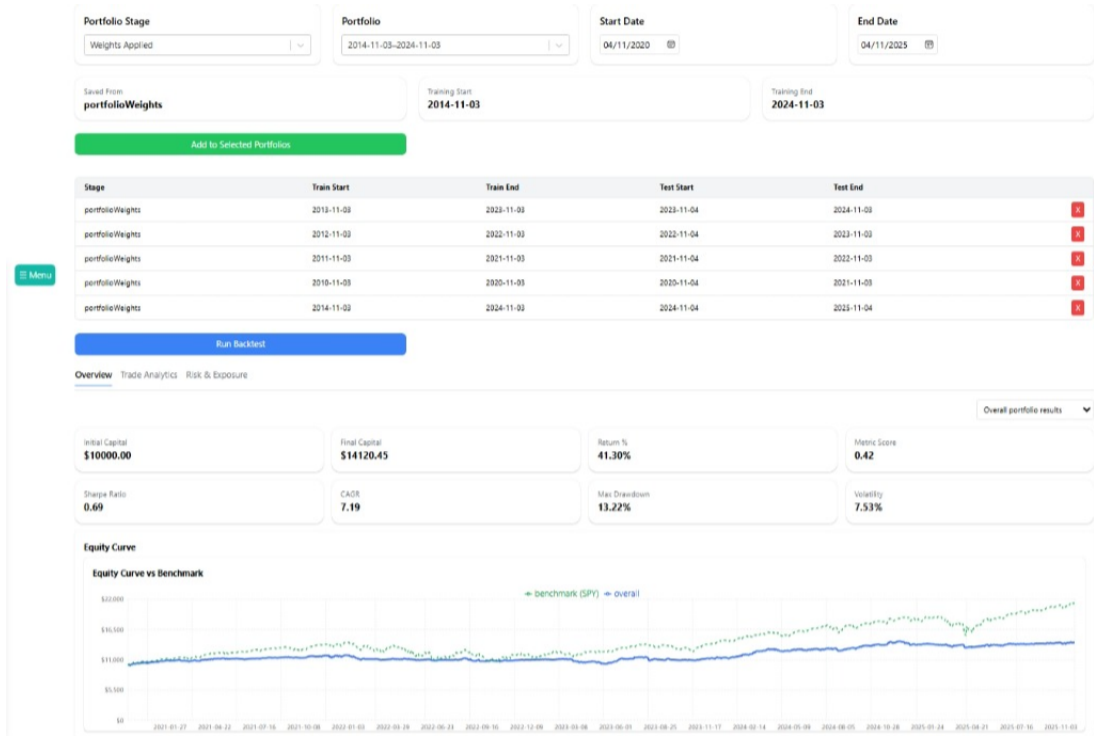 Portfolio Stage
Portfolio
Start Date
End Date
Weights Applied
2014-11-03–2024-11-03
04/11/2020
04/11/2025
Saved From
portfolioWeights
Training Start
2014-11-03
Training End
2024-11-03
Add to Selected Portfolios
Stage Train Start Train End Test Start Test End
portfolioWeights 2013-11-03 2023-11-03 2023-11-04 2024-11-03 X
portfolioWeights 2012-11-03 2022-11-03 2022-11-04 2023-11-03 X
portfolioWeights 2011-11-03 2021-11-03 2021-11-04 2022-11-03 X
portfolioWeights 2010-11-03 2020-11-03 2020-11-04 2021-11-03 X
portfolioWeights 2014-11-03 2024-11-03 2024-11-04 2025-11-04 X
☰ Menu
Run Backtest
Overview Trade Analytics Risk & Exposure
Overall portfolio results
Initial Capital
$10000.00
Final Capital
$14120.45
Return %
41.30%
Metric Score
0.42
Sharpe Ratio
0.69
CAGR
7.19
Max Drawdown
13.22%
Volatility
7.53%
Equity Curve
Equity Curve vs Benchmark
benchmark (SPY) overall
$22,000
$16,500
$11,000
$5,500
$0
2021-01-27 2021-04-22 2021-07-16 2021-10-08 2022-01-03 2022-03-29 2022-06-23 2022-09-16 2022-12-09 2023-03-08 2023-06-01 2023-08-25 2023-11-17 2024-02-14 2024-05-09 2024-08-05 2024-10-28 2025-01-24 2025-04-21 2025-07-16 2025-11-03